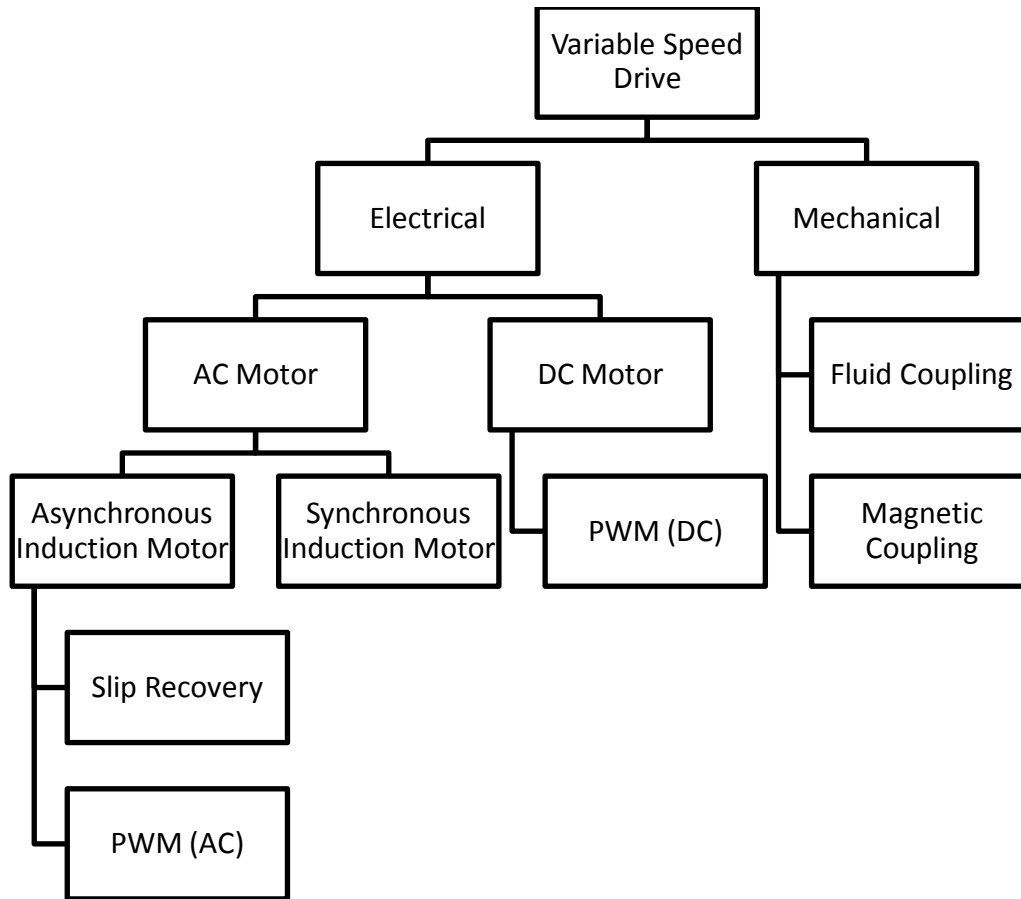 Variable Speed
Drive
Electrical
Mechanical
AC Motor
DC Motor
Fluid Coupling
Asynchronous
Induction Motor
Synchronous
Induction Motor
PWM (DC)
Magnetic
Coupling
Slip Recovery
PWM (AC)